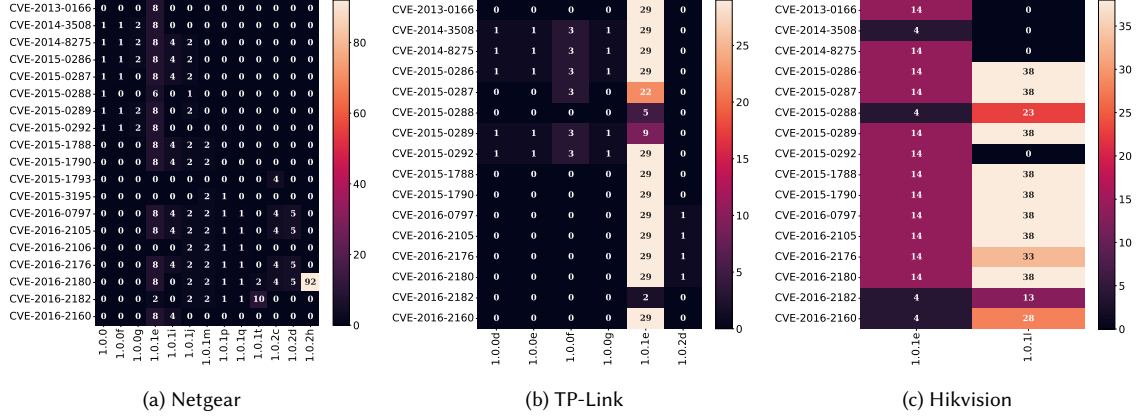 CVE-2013-0166 0 0 0 8 0 0 0 0 0 0 0 0 0
CVE-2014-3508 1 1 2 8 0 0 0 0 0 0 0 0 0
CVE-2014-8275 1 1 2 8 4 2 0 0 0 0 0 0 0
CVE-2015-0286 1 1 2 8 4 2 0 0 0 0 0 0 0
CVE-2015-0287 1 1 2 8 4 2 0 0 0 0 0 0 0
CVE-2015-0288 1 1 2 6 0 1 0 0 0 0 0 0 0
CVE-2015-0289 1 1 2 8 0 2 0 0 0 0 0 0 0
CVE-2015-0292 1 1 2 8 0 0 0 0 0 0 0 0 0
CVE-2015-1788 0 0 0 8 4 2 2 0 0 0 0 0 0
CVE-2015-1790 0 0 0 8 4 2 2 0 0 0 0 0 0
CVE-2015-1793 0 0 0 0 0 0 0 0 0 0 4 0 0
CVE-2015-3195 0 0 0 0 0 0 2 1 0 0 0 0 0
CVE-2016-0797 0 0 0 8 4 2 2 1 1 0 4 5 0
CVE-2016-2105 0 0 0 8 4 2 2 1 1 0 4 5 0
CVE-2016-2106 0 0 0 0 0 0 2 1 1 0 0 0 0
CVE-2016-2176 0 0 0 8 4 2 2 1 1 0 4 5 0
CVE-2016-2180 0 0 0 8 0 2 2 1 1 2 4 5 92
CVE-2016-2182 0 0 0 2 0 2 2 1 1 10 0 0 0
CVE-2016-2160 0 0 0 8 4 0 0 0 0 0 0 0 0
1.0.0 1.0.0f 1.0.0g 1.0.1e 1.0.1i 1.0.1j 1.0.1m 1.0.1p 1.0.1q 1.0.1t 1.0.2c 1.0.2d 1.0.2h
80
60
40
20
0
(a) Netgear
CVE-2013-0166 0 0 0 0 29 0
CVE-2014-3508 1 1 3 1 29 0
CVE-2014-8275 1 1 3 1 29 0
CVE-2015-0286 1 1 3 1 29 0
CVE-2015-0287 0 0 3 0 22 0
CVE-2015-0288 0 0 0 0 5 0
CVE-2015-0289 1 1 3 1 9 0
CVE-2015-0292 1 1 3 1 29 0
CVE-2015-1788 0 0 0 0 29 0
CVE-2015-1790 0 0 0 0 29 0
CVE-2016-0797 0 0 0 0 29 1
CVE-2016-2105 0 0 0 0 29 1
CVE-2016-2176 0 0 0 0 29 1
CVE-2016-2180 0 0 0 0 29 1
CVE-2016-2182 0 0 0 0 2 0
CVE-2016-2160 0 0 0 0 29 0
1.0.0d 1.0.0e 1.0.0f 1.0.0g 1.0.1e 1.0.2d
25
20
15
10
5
0
(b) TP-Link
CVE-2013-0166 14 0
CVE-2014-3508 4 0
CVE-2014-8275 14 0
CVE-2015-0286 14 38
CVE-2015-0287 14 38
CVE-2015-0288 4 23
CVE-2015-0289 14 38
CVE-2015-0292 14 0
CVE-2015-1788 14 38
CVE-2015-1790 14 38
CVE-2016-0797 14 38
CVE-2016-2105 14 38
CVE-2016-2176 14 33
CVE-2016-2180 14 38
CVE-2016-2182 4 13
CVE-2016-2160 4 28
1.0.1e 1.0.1l
35
30
25
20
15
10
5
0
(c) Hikvision